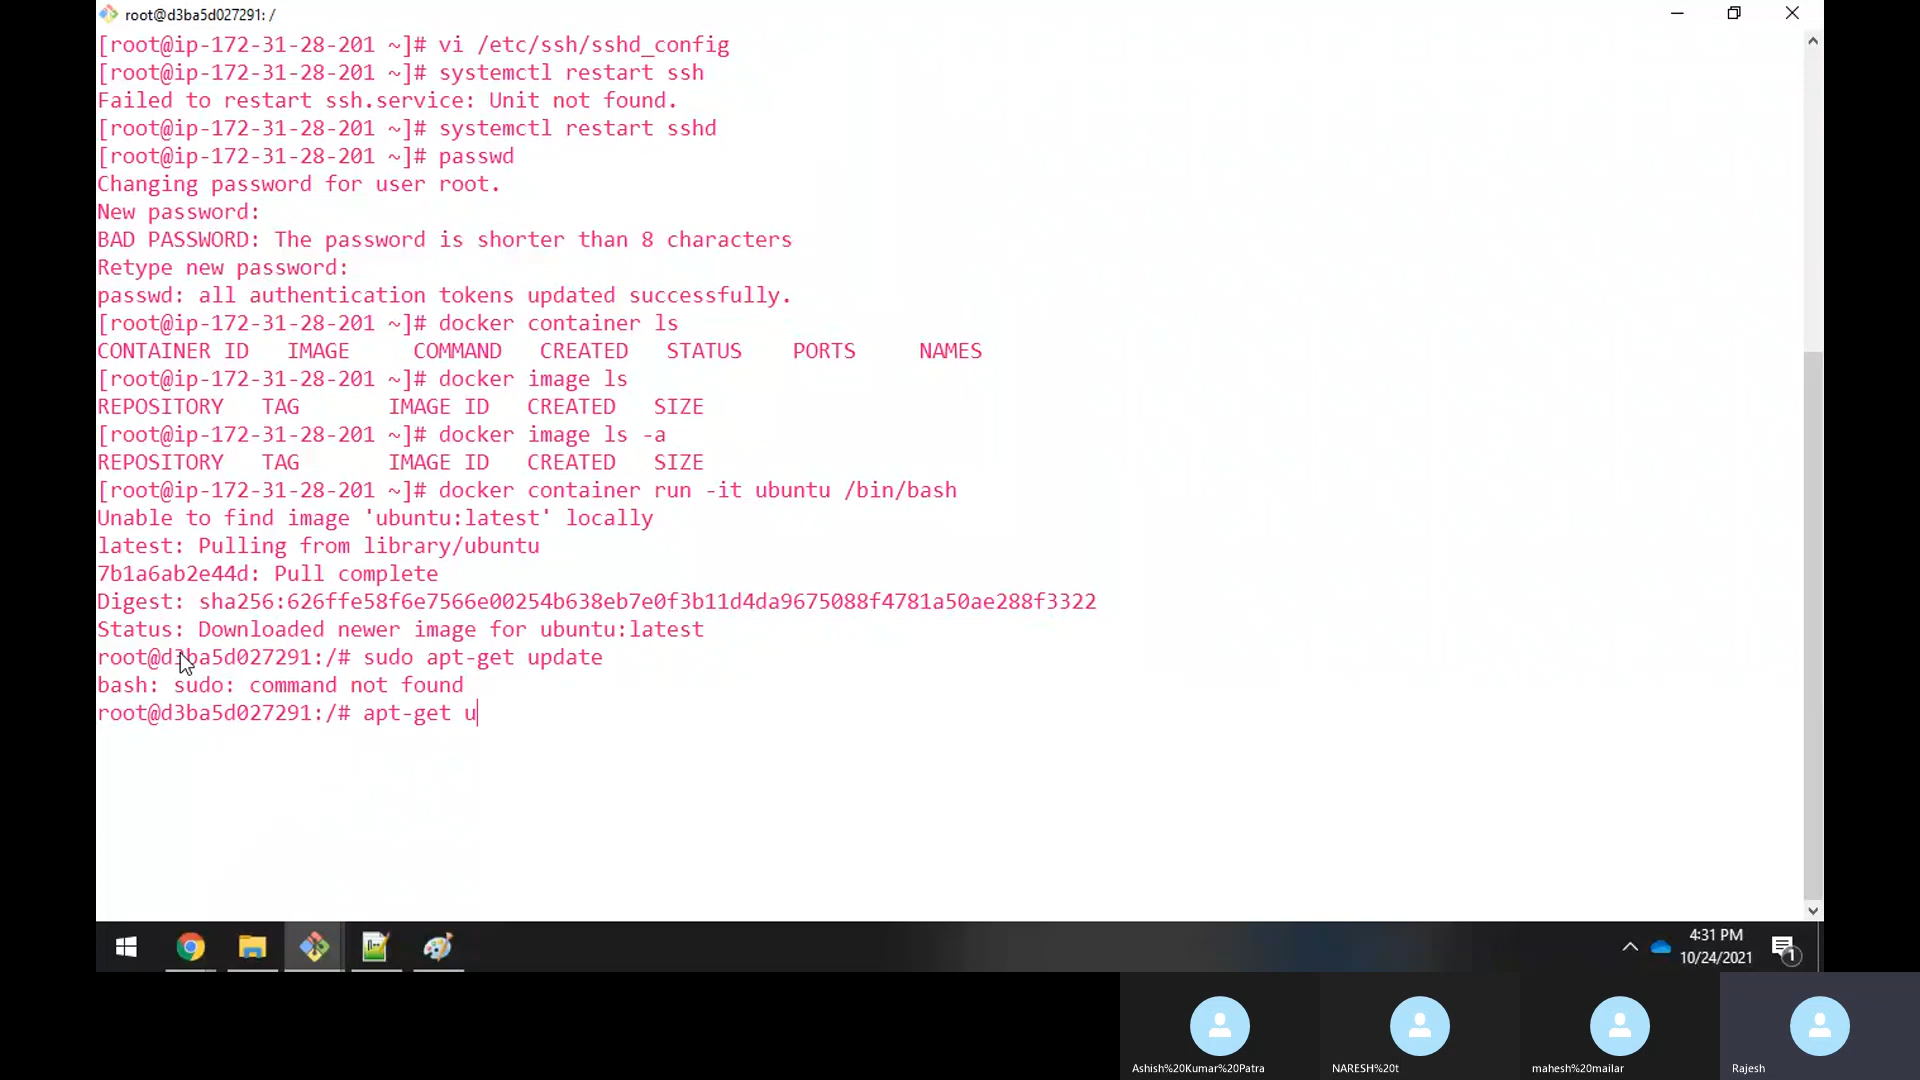 root@d3ba5d027291: /
[root@ip-172-31-28-201 ~]# vi /etc/ssh/sshd_config
[root@ip-172-31-28-201 ~]# systemctl restart ssh
Failed to restart ssh.service: Unit not found.
[root@ip-172-31-28-201 ~]# systemctl restart sshd
[root@ip-172-31-28-201 ~]# passwd
Changing password for user root.
New password:
BAD PASSWORD: The password is shorter than 8 characters
Retype new password:
passwd: all authentication tokens updated successfully.
[root@ip-172-31-28-201 ~]# docker container ls
CONTAINER ID   IMAGE     COMMAND   CREATED   STATUS    PORTS     NAMES
[root@ip-172-31-28-201 ~]# docker image ls
REPOSITORY   TAG       IMAGE ID   CREATED   SIZE
[root@ip-172-31-28-201 ~]# docker image ls -a
REPOSITORY   TAG       IMAGE ID   CREATED   SIZE
[root@ip-172-31-28-201 ~]# docker container run -it ubuntu /bin/bash
Unable to find image 'ubuntu:latest' locally
latest: Pulling from library/ubuntu
7b1a6ab2e44d: Pull complete
Digest: sha256:626ffe58f6e7566e00254b638eb7e0f3b11d4da9675088f4781a50ae288f3322
Status: Downloaded newer image for ubuntu:latest
root@d3ba5d027291:/# sudo apt-get update
bash: sudo: command not found
root@d3ba5d027291:/# apt-get u
4:31 PM
10/24/2021
1
Ashish%20Kumar%20Patra
NARESH%20t
mahesh%20mailar
Rajesh